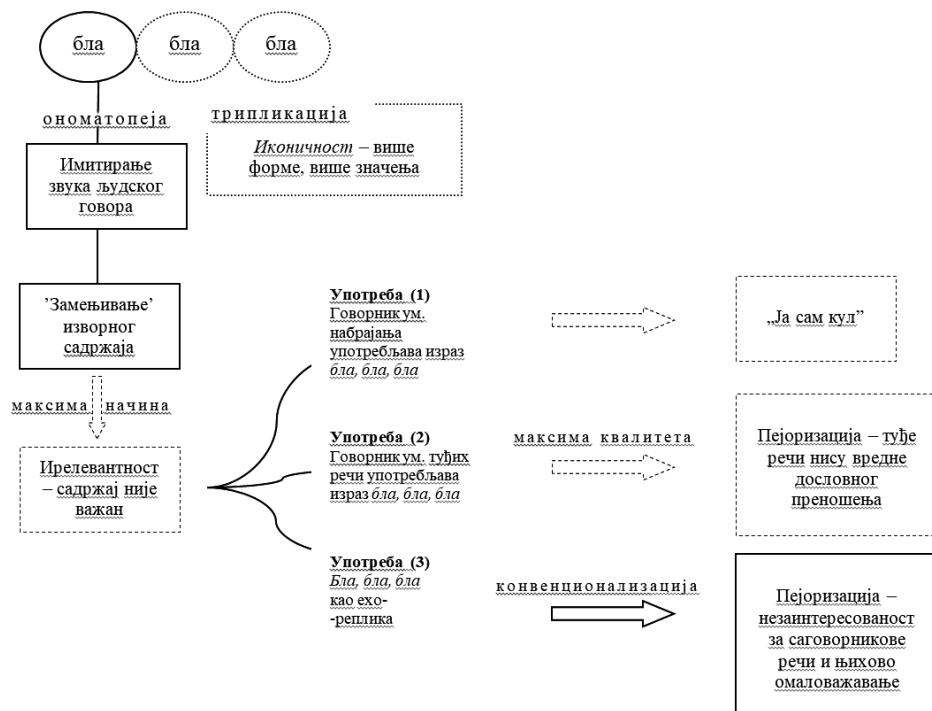 бла бла бла
ономатопеја
трипликација
Иконичност – више
форме, више значења
Имитирање
звука људског
говора
’Замењивање’
изворног
садржаја
максима начина
Ирелевантност
– садржај није
важан
Употреба (1)
Говорник ум.
набрајања
употребљава израз
бла, бла, бла
„Ја сам кул”
Употреба (2)
Говорник ум. туђих
речи употребљава
израз бла, бла, бла
максима квалитета
Пејоризација – туђе
речи нису вредне
дословног
преношења
Употреба (3)
Бла, бла, бла
као ехо-
-реплика
конвенционализација
Пејоризација –
незаинтересованост
за саговорникове
речи и њихово
омаловажавање